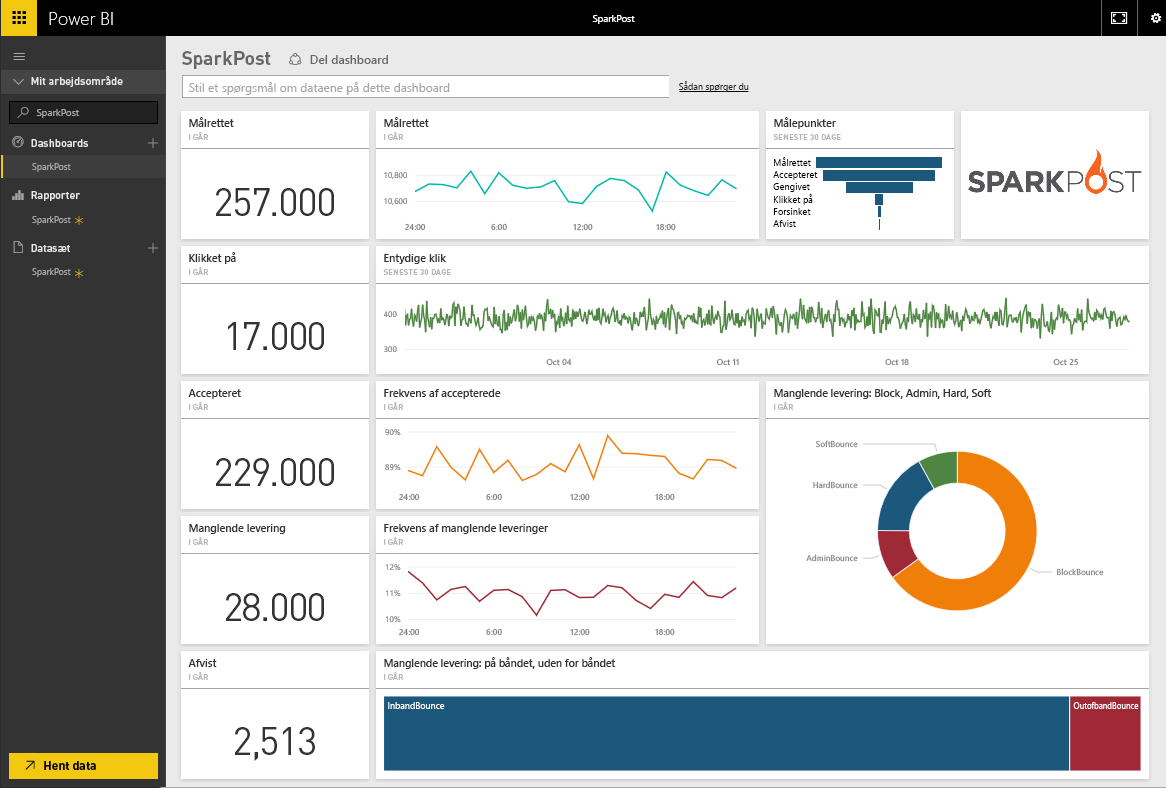 Power BI
SparkPost
Mit arbejdsområde
SparkPost
Dashboards
SparkPost
Rapporter
SparkPost
Datasæt
SparkPost
Hent data
SparkPost
Del dashboard
Stil et spørgsmål om dataene på dette dashboard
Sådan spørger du
Målrettet
I GÅR
257.000
Målrettet
I GÅR
10,800
10,600
24:00 6:00 12:00 18:00
Målepunkter
SENESTE 30 DAGE
Målrettet
Accepteret
Gengivet
Klikket på
Forsinket
Afvist
SPARKPOST
Klikket på
I GÅR
17.000
Entydige klik
SENESTE 30 DAGE
400
300
Oct 04 Oct 11 Oct 18 Oct 25
Accepteret
I GÅR
229.000
Frekvens af accepterede
I GÅR
90%
89%
24:00 6:00 12:00 18:00
Manglende levering: Block, Admin, Hard, Soft
I GÅR
SoftBounce
HardBounce
AdminBounce
BlockBounce
Manglende levering
I GÅR
28.000
Frekvens af manglende leveringer
I GÅR
12%
11%
10%
24:00 6:00 12:00 18:00
Afvist
I GÅR
2,513
Manglende levering: på båndet, uden for båndet
I GÅR
InbandBounce
OutofbandBounce